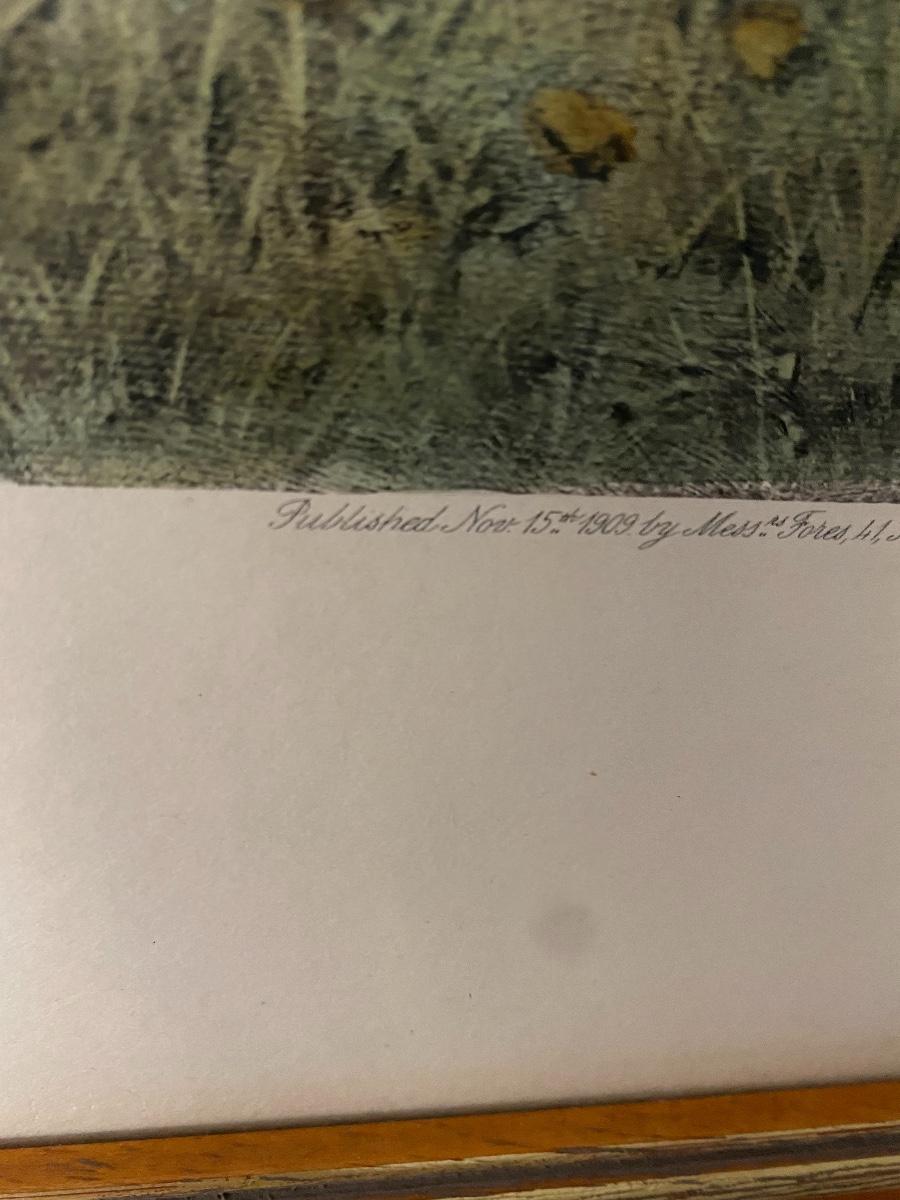 Published Nov. 15th 1909 by Messrs Fores, 41,